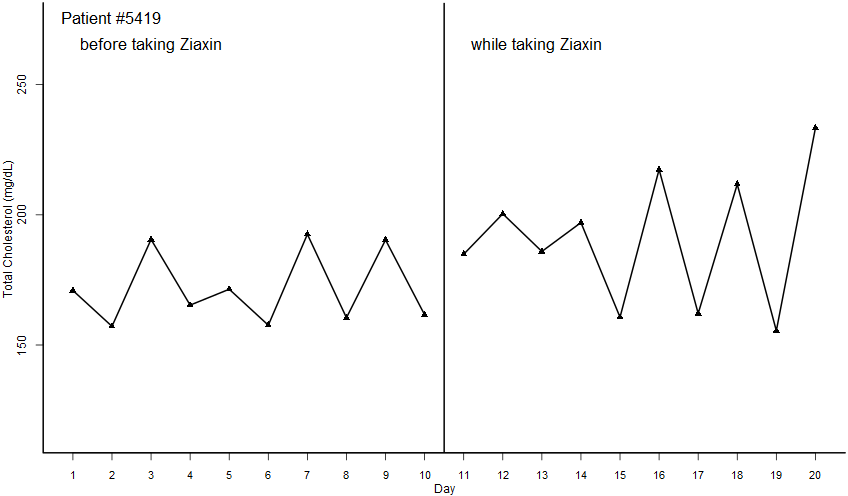 Patient #5419
before taking Ziaxin
while taking Ziaxin
Total Cholesterol (mg/dL)
250
200
150
1 2 3 4 5 6 7 8 9 10 11 12 13 14 15 16 17 18 19 20
Day